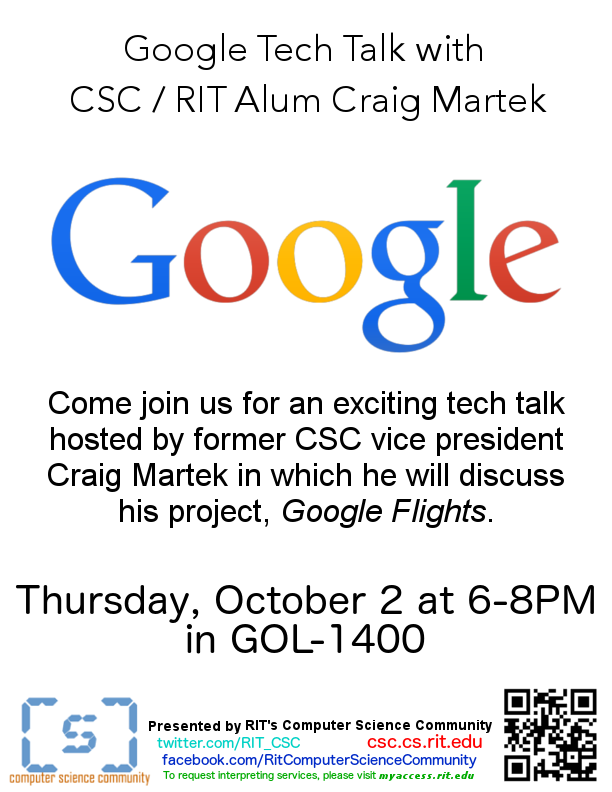 Google Tech Talk with
CSC / RIT Alum Craig Martek
Google
Come join us for an exciting tech talk
hosted by former CSC vice president
Craig Martek in which he will discuss
his project, Google Flights.
Thursday, October 2 at 6-8PM
in GOL-1400
[s]
computer science community
Presented by RIT's Computer Science Community
twitter.com/RIT_CSC csc.cs.rit.edu
facebook.com/RitComputerScienceCommunity
To request interpreting services, please visit myaccess.rit.edu